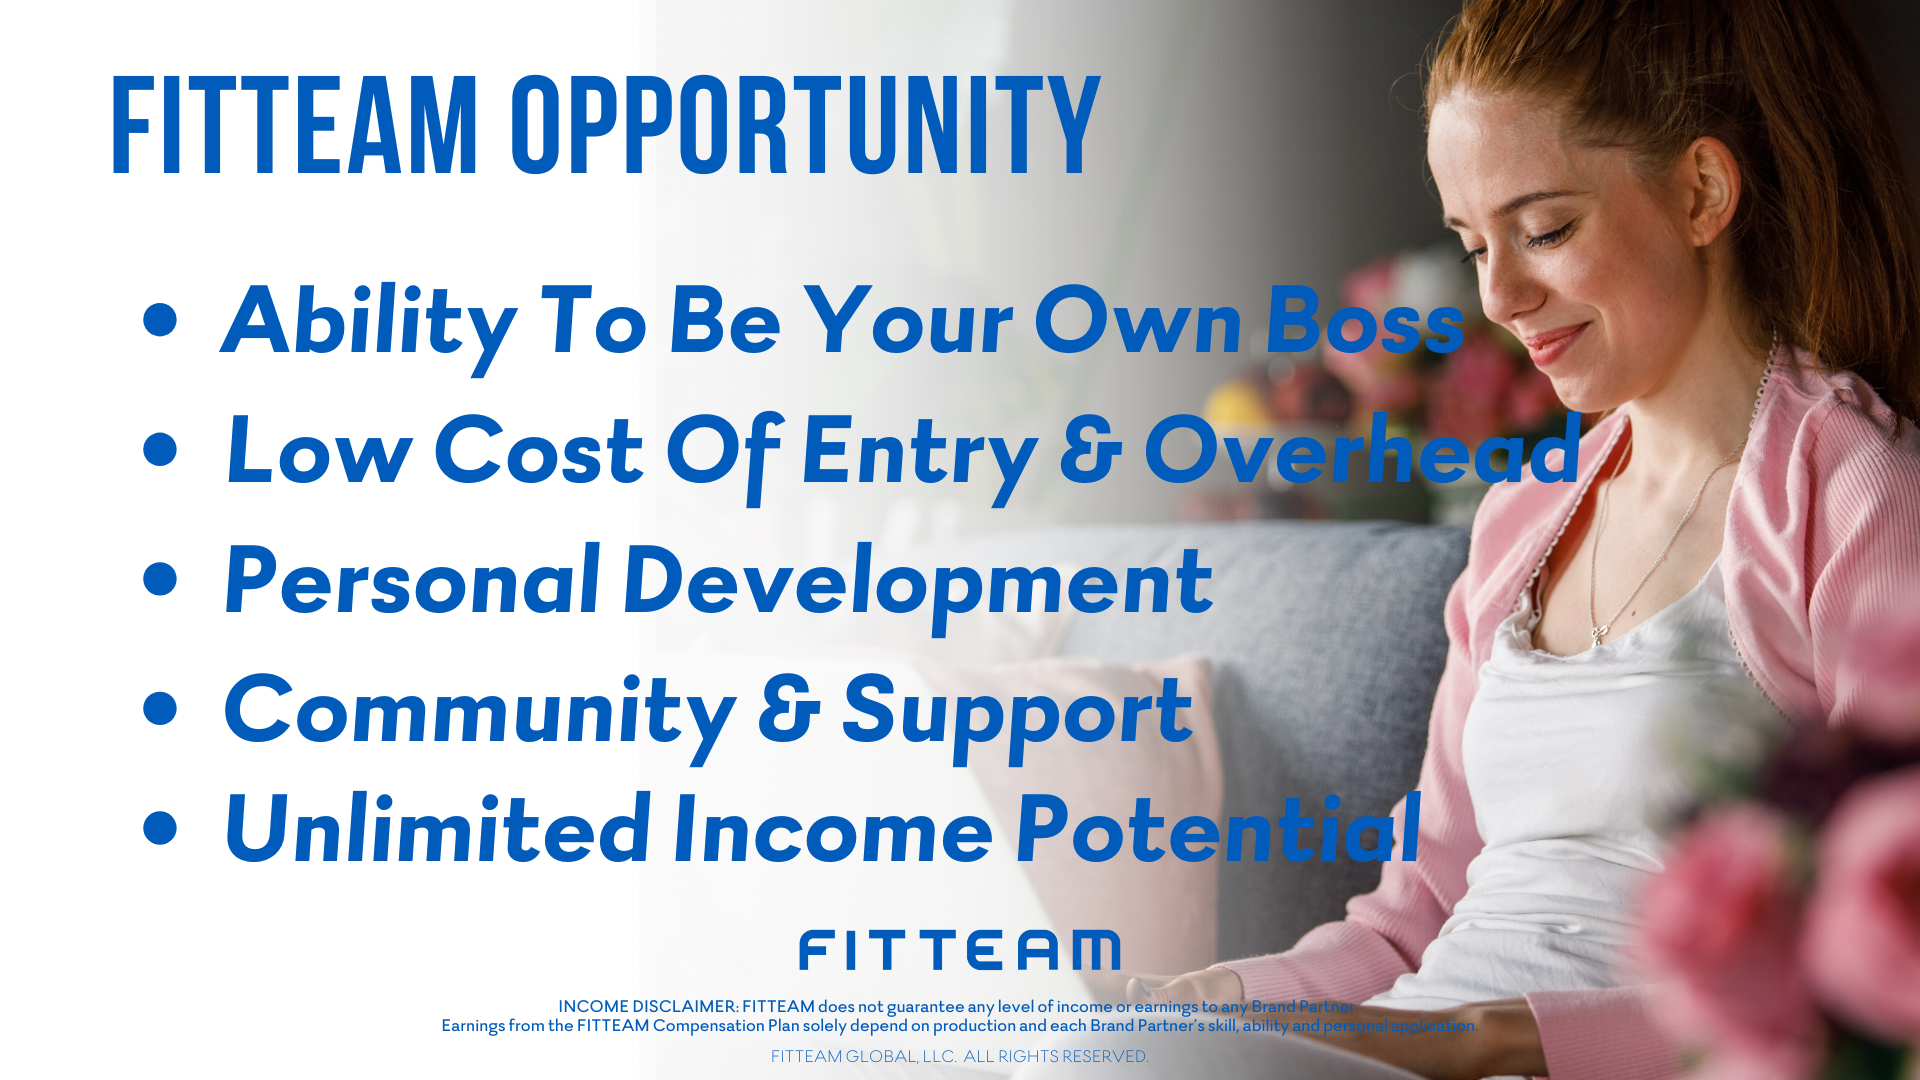 FITTEAM OPPORTUNITY
• Ability To Be Your Own Boss
• Low Cost Of Entry & Overhead
• Personal Development
• Community & Support
• Unlimited Income Potential
FITTEAM
INCOME DISCLAIMER: FITTEAM does not guarantee any level of income or earnings to any Brand Partner.
Earnings from the FITTEAM Compensation Plan solely depend on production and each Brand Partner's skill, ability and personal application.
FITTEAM GLOBAL, LLC. ALL RIGHTS RESERVED.